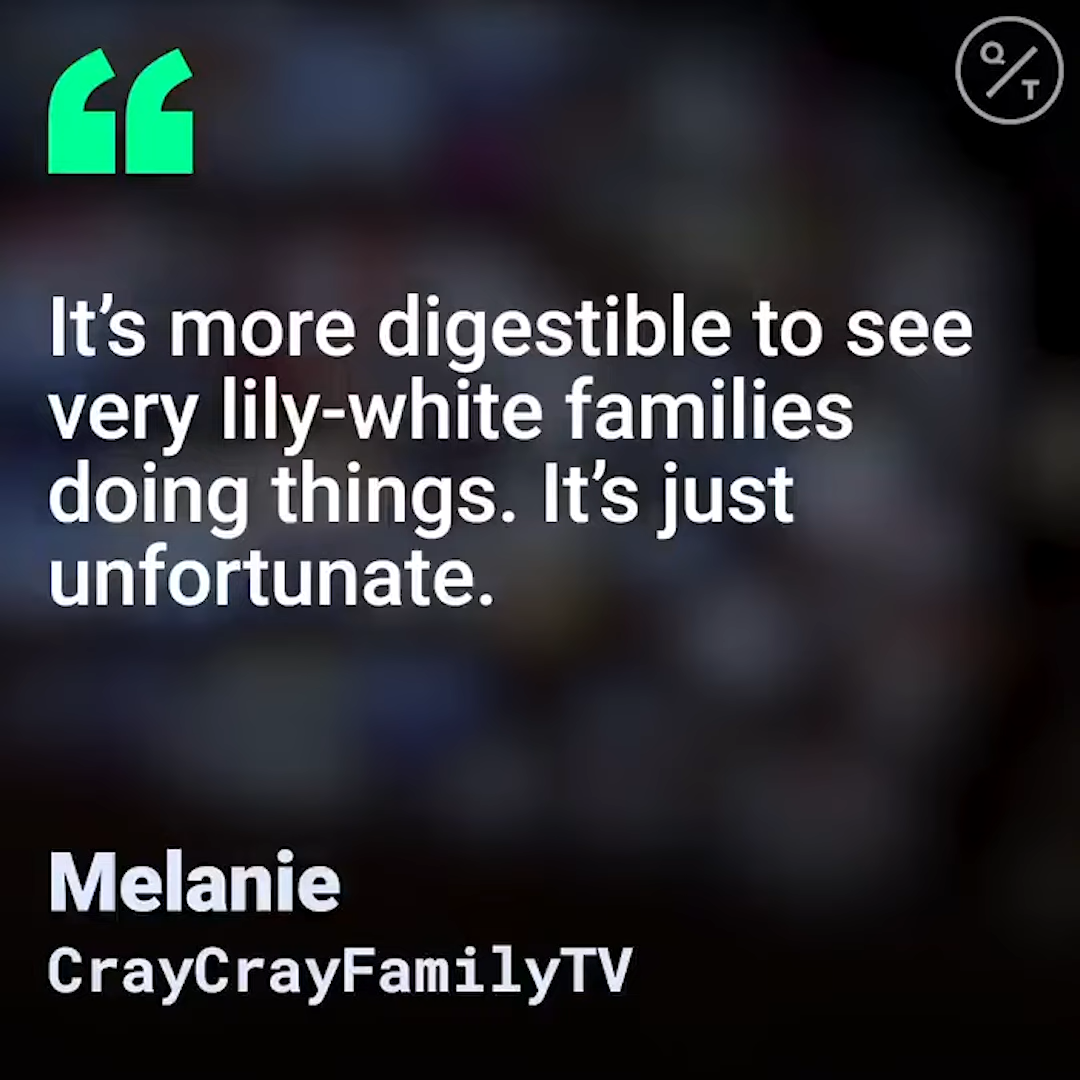 Q/T
“
It’s more digestible to see
very lily-white families
doing things. It’s just
unfortunate.
Melanie
CrayCrayFamilyTV